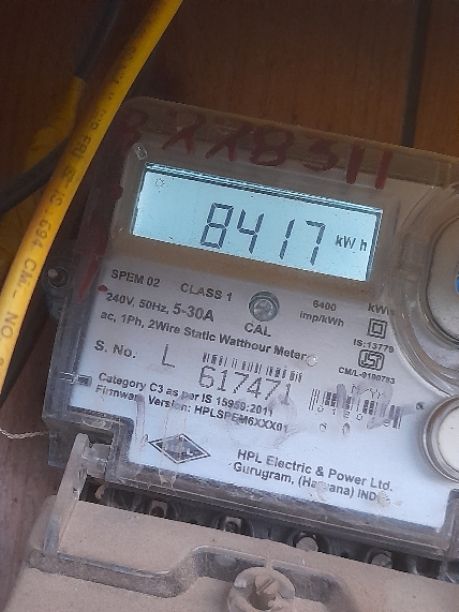 8417 kWh
SPEM 02 CLASS 1 6400 kWh
240V, 50Hz, 5-30A CAL imp/kWh
ac, 1Ph, 2Wire Static Watthour Meter IS:13779
S. No. L 617471
Category C3 as per IS 15959:2011
Firmware Version: HPLSPEM6XXX01
HPL Electric & Power Ltd.
Gurugram, (Haryana)